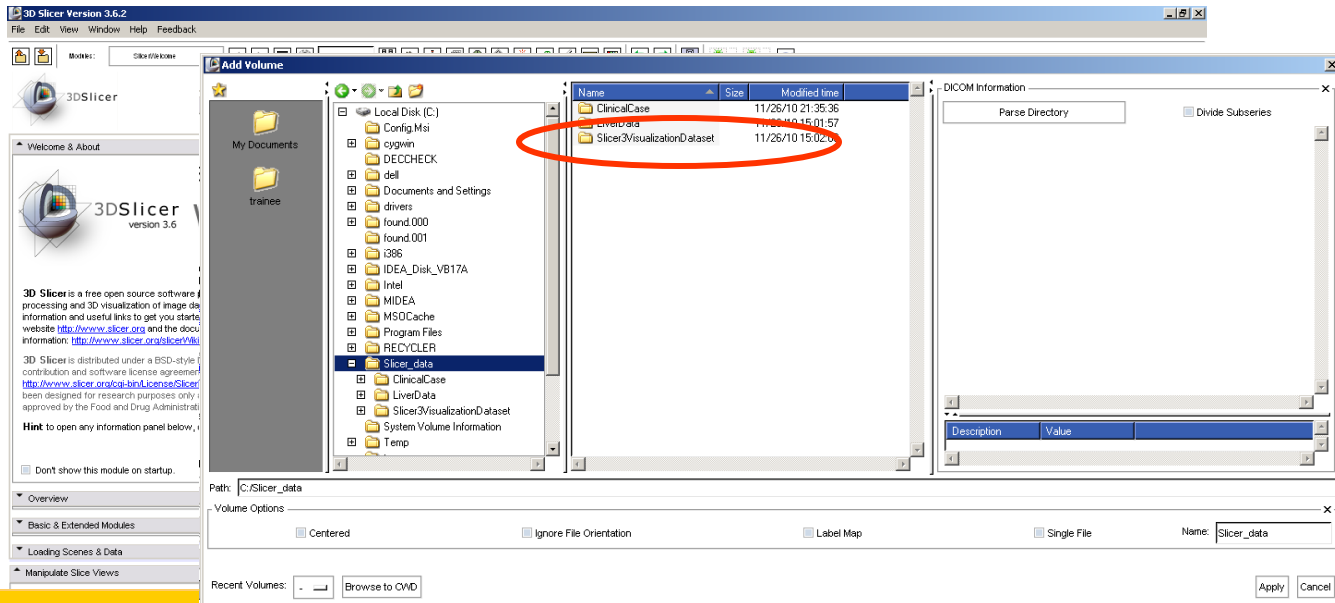 3D Slicer Version 3.6.2
File Edit View Window Help Feedback
Modules: SlicerWelcome
3DSlicer
Welcome & About
3DSlicer
version 3.6
3D Slicer is a free open source software
processing and 3D visualization of image
information and useful links to get you
website http://www.slicer.org and the
information: http://www.slicer.org/slicerWiki
3D Slicer is distributed under a BSD-style
contribution and software license
http://www.slicer.org/cgi-bin/License/Slicer
been designed for research purposes only
approved by the Food and Drug
Hint to open any information panel below,
Don't show this module on startup.
Overview
Basic & Extended Modules
Loading Scenes & Data
Manipulate Slice Views
Add Volume
My Documents
trainee
Local Disk (C:)
Config.Msi
cygwin
DECCHECK
dell
Documents and Settings
drivers
found.000
found.001
i386
IDEA_Disk_VB17A
Intel
MIDEA
MSOCache
Program Files
RECYCLER
Slicer_data
ClinicalCase
LiverData
Slicer3VisualizationDataset
System Volume Information
Temp
Name Size Modified time
ClinicalCase 11/26/10 21:35:36
LiverData 15:01:57
Slicer3VisualizationDataset 11/26/10
DICOM Information
Parse Directory Divide Subseries
Description Value
Path: C:/Slicer_data
Volume Options
Centered Ignore File Orientation Label Map Single File Name: Slicer_data
Recent Volumes: - Browse to CWD Apply Cancel